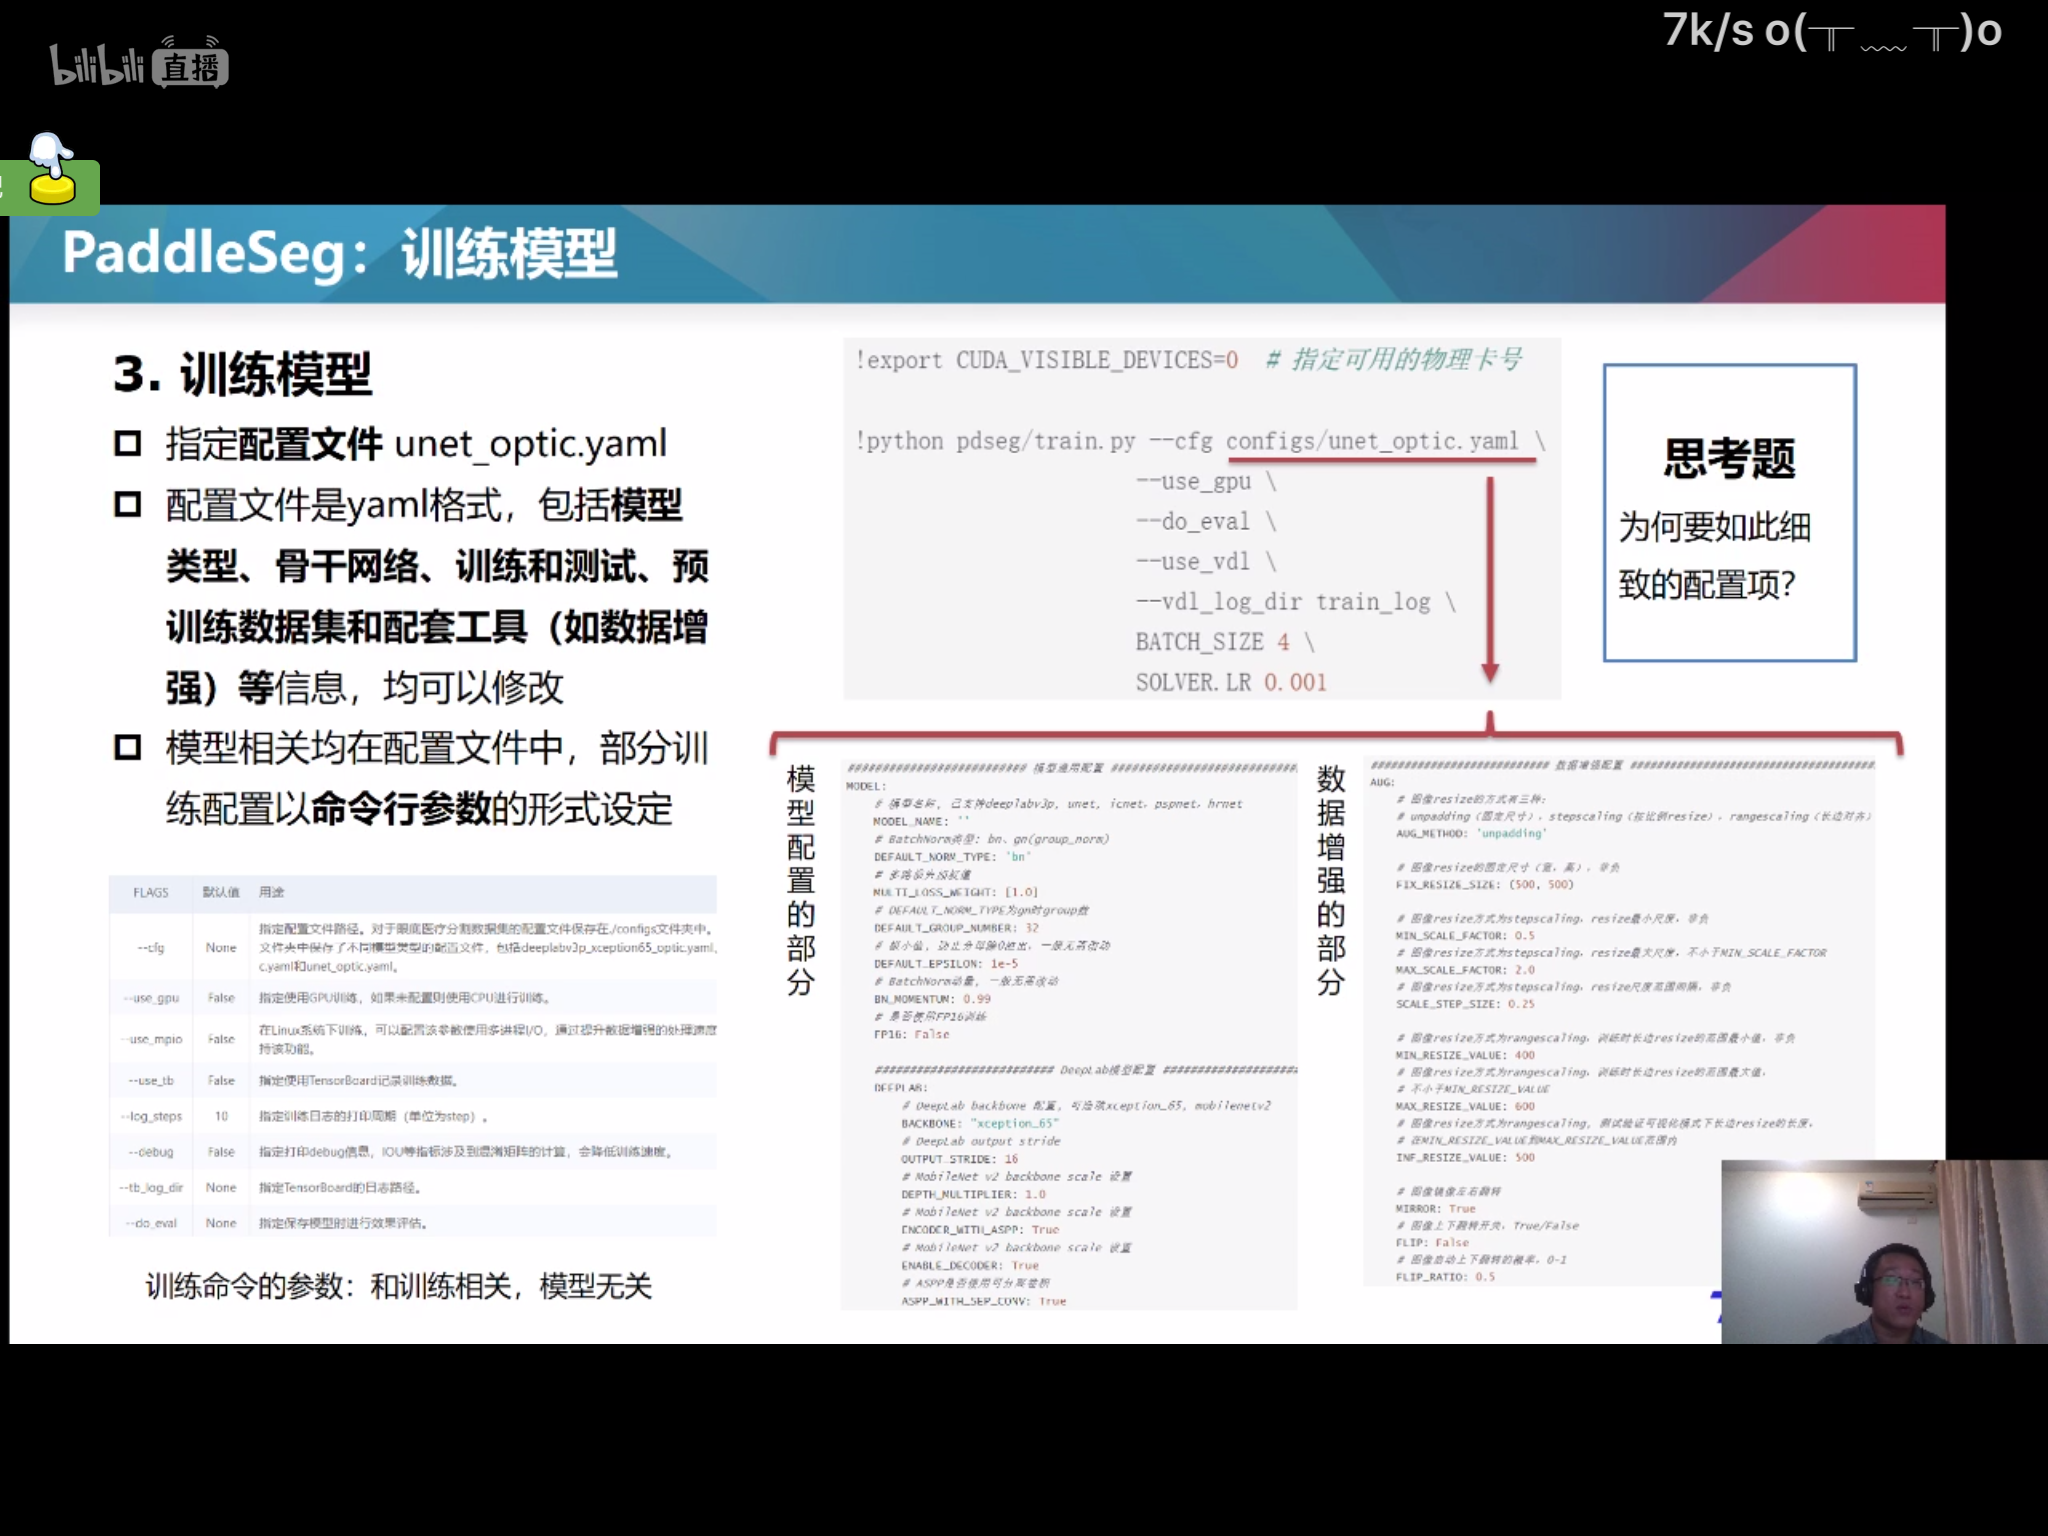 7k/s o(╥﹏╥)o
bilibili 直播
PaddleSeg：训练模型
3. 训练模型
指定配置文件 unet_optic.yaml
配置文件是yaml格式，包括模型
类型、骨干网络、训练和测试、预
训练数据集和配套工具（如数据增
强）等信息，均可以修改
模型相关均在配置文件中，部分训
练配置以命令行参数的形式设定
FLAGS 默认值 用途
--cfg None 指定配置文件路径。对于眼底医疗分割数据集的配置文件保存在./configs文件夹中。
文件夹中保存了不同模型类型的配置文件，包括deeplabv3p_xception65_optic.yaml,
c.yaml和unet_optic.yaml。
--use_gpu False 指定使用GPU训练，如果未配置则使用CPU进行训练。
--use_mpio False 在Linux系统下训练，可以配置该参数使用多进程I/O，通过提升数据增强的处理速度
持该功能。
--use_tb False 指定使用TensorBoard记录训练数据。
--log_steps 10 指定训练日志的打印周期（单位为step）。
--debug False 指定打印debug信息，IOU等指标涉及到混淆矩阵的计算，会降低训练速度。
--tb_log_dir None 指定TensorBoard的日志路径。
--do_eval None 指定保存模型时进行效果评估。
训练命令的参数：和训练相关，模型无关
!export CUDA_VISIBLE_DEVICES=0 # 指定可用的物理卡号
!python pdseg/train.py --cfg configs/unet_optic.yaml \
--use_gpu \
--do_eval \
--use_vdl \
--vdl_log_dir train_log \
BATCH_SIZE 4 \
SOLVER.LR 0.001
思考题
为何要如此细
致的配置项?
模型配置的部分
########################## 模型通用配置 ##########################
MODEL:
# 模型名称, 已支持deeplabv3p, unet, icnet, pspnet, hrnet
MODEL_NAME: ''
# BatchNorm类型: bn、gn(group_norm)
DEFAULT_NORM_TYPE: 'bn'
# 多路损失加权值
MULTI_LOSS_WEIGHT: [1.0]
# DEFAULT_NORM_TYPE为gn时group数
DEFAULT_GROUP_NUMBER: 32
# 极小值, 防止分母除0溢出, 一般无需改动
DEFAULT_EPSILON: 1e-5
# BatchNorm动量, 一般无需改动
BN_MOMENTUM: 0.99
# 是否使用FP16训练
FP16: False
########################## DeepLab模型配置 ####################
DEEPLAB:
# DeepLab backbone 配置, 可选项xception_65, mobilenetv2
BACKBONE: "xception_65"
# DeepLab output stride
OUTPUT_STRIDE: 16
# MobileNet v2 backbone scale 设置
DEPTH_MULTIPLIER: 1.0
# MobileNet v2 backbone scale 设置
ENCODER_WITH_ASPP: True
# MobileNet v2 backbone scale 设置
ENABLE_DECODER: True
# ASPP是否使用可分离卷积
ASPP_WITH_SEP_CONV: True
数据增强的部分
########################## 数据增强配置 ##########################
AUG:
# 图像resize的方式有三种:
# unpadding（固定尺寸）, stepscaling（按比例resize）, rangescaling（长边对齐）
AUG_METHOD: 'unpadding'
# 图像resize的固定尺寸（宽, 高）, 非负
FIX_RESIZE_SIZE: (500, 500)
# 图像resize方式为stepscaling, resize最小尺度, 非负
MIN_SCALE_FACTOR: 0.5
# 图像resize方式为stepscaling, resize最大尺度, 不小于MIN_SCALE_FACTOR
MAX_SCALE_FACTOR: 2.0
# 图像resize方式为stepscaling, resize尺度范围间隔, 非负
SCALE_STEP_SIZE: 0.25
# 图像resize方式为rangescaling, 训练时长边resize的范围最小值, 非负
MIN_RESIZE_VALUE: 400
# 图像resize方式为rangescaling, 训练时长边resize的范围最大值,
# 不小于MIN_RESIZE_VALUE
MAX_RESIZE_VALUE: 600
# 图像resize方式为rangescaling, 测试验证可视化模式下长边resize的长度,
# 在MIN_RESIZE_VALUE到MAX_RESIZE_VALUE范围内
INF_RESIZE_VALUE: 500
# 图像镜像左右翻转
MIRROR: True
# 图像上下翻转开关, True/False
FLIP: False
# 图像启动上下翻转的概率, 0-1
FLIP_RATIO: 0.5